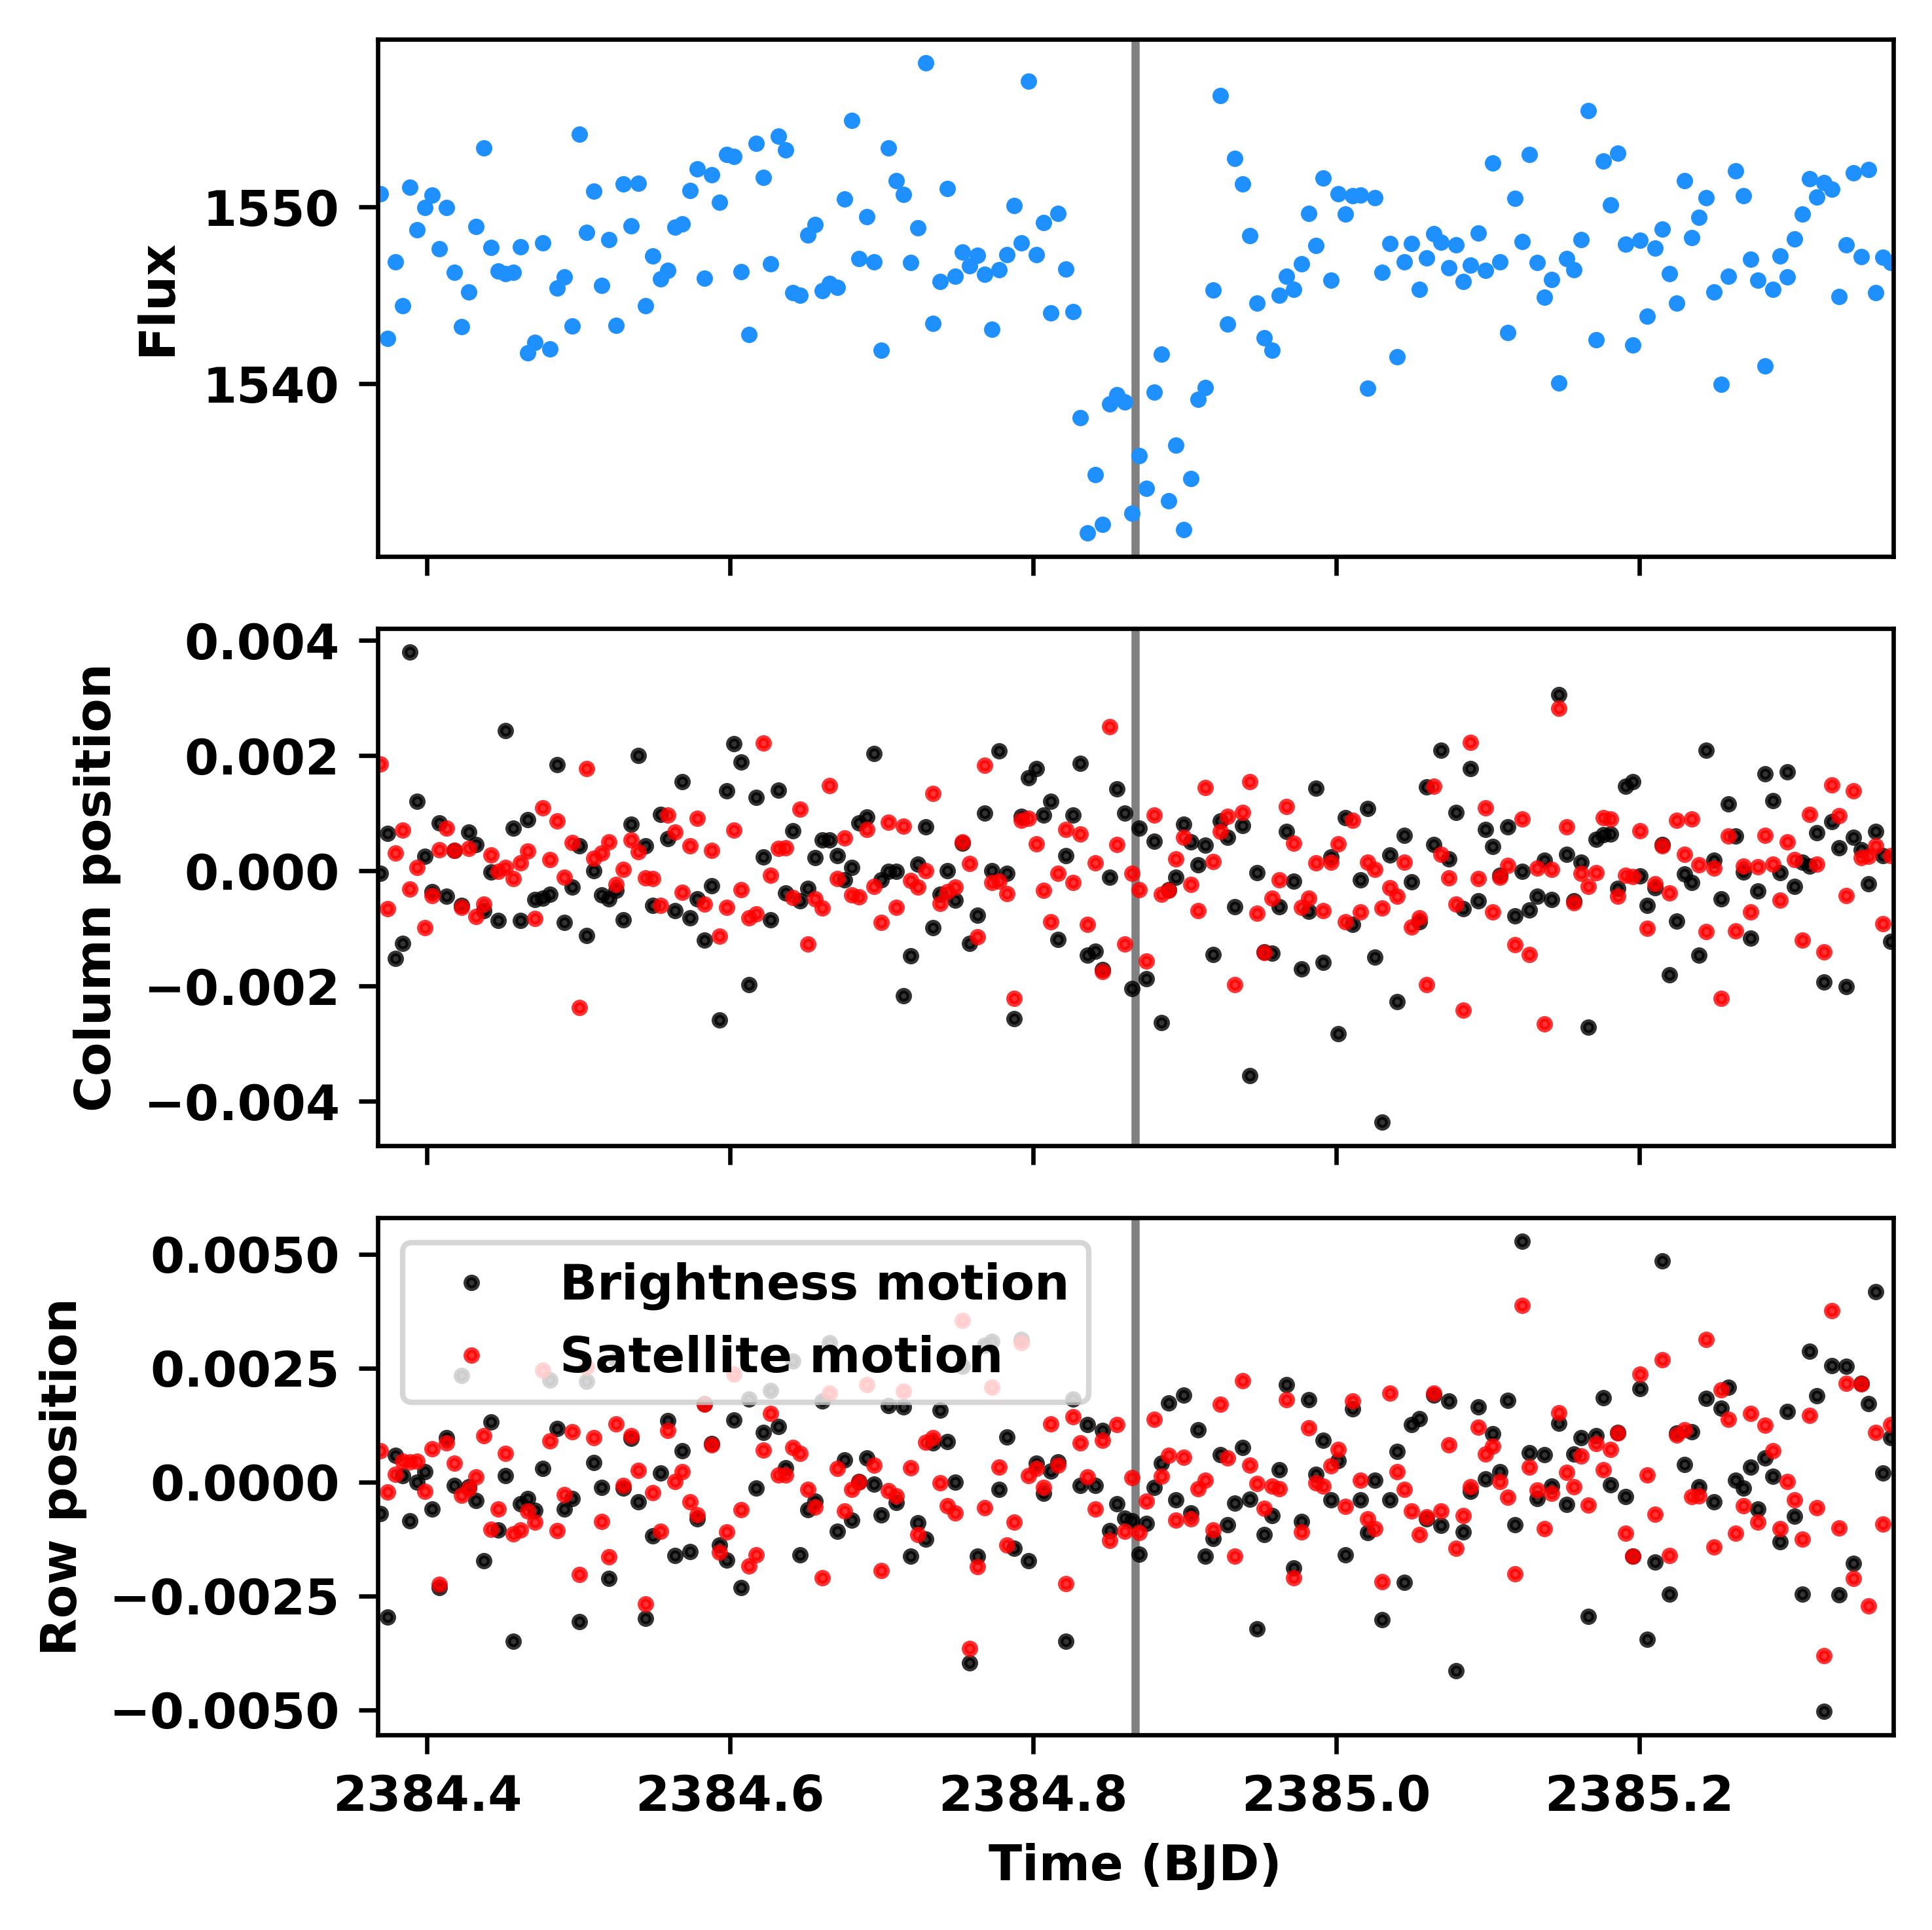 Flux
1550
1540
Column position
0.004
0.002
0.000
−0.002
−0.004
Row position
0.0050
0.0025
0.0000
−0.0025
−0.0050
Brightness motion
Satellite motion
2384.4 2384.6 2384.8 2385.0 2385.2
Time (BJD)